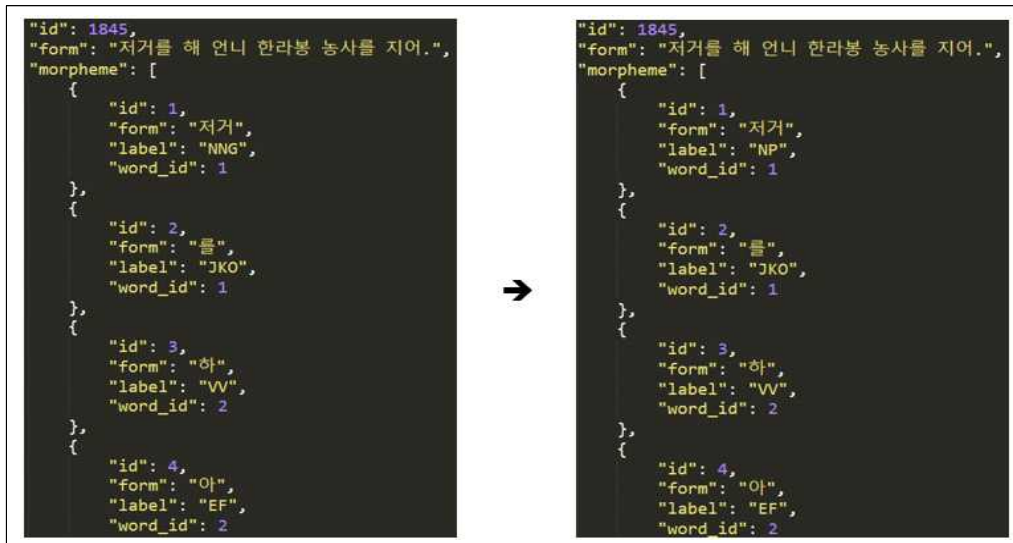 "id": 1845,
"form": "저거를 해 언니 한라봉 농사를 지어.",
"morpheme": [
{
"id": 1,
"form": "저거",
"label": "NNG",
"word_id": 1
},
{
"id": 2,
"form": "를",
"label": "JKO",
"word_id": 1
},
{
"id": 3,
"form": "하",
"label": "VV",
"word_id": 2
},
{
"id": 4,
"form": "아",
"label": "EF",
"word_id": 2
➔
"id": 1845,
"form": "저거를 해 언니 한라봉 농사를 지어.",
"morpheme": [
{
"id": 1,
"form": "저거",
"label": "NP",
"word_id": 1
},
{
"id": 2,
"form": "를",
"label": "JKO",
"word_id": 1
},
{
"id": 3,
"form": "하",
"label": "VV",
"word_id": 2
},
{
"id": 4,
"form": "아",
"label": "EF",
"word_id": 2